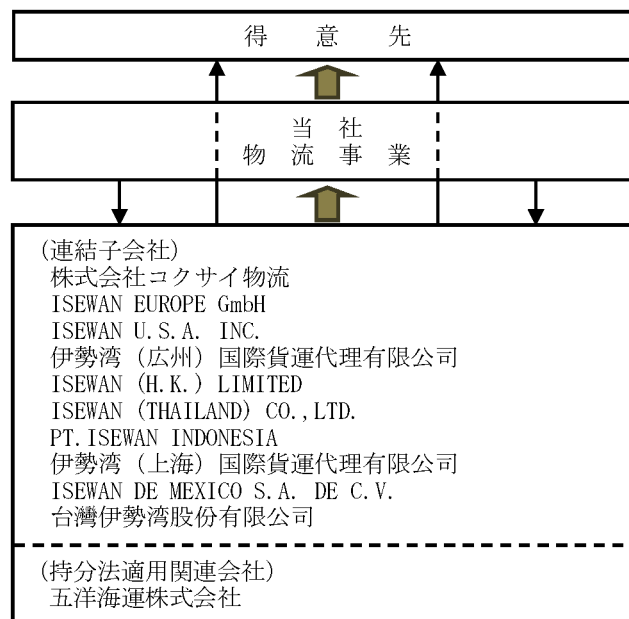 得意先
当社
物流事業
(連結子会社)
株式会社コクサイ物流
ISEWAN EUROPE GmbH
ISEWAN U.S.A. INC.
伊勢湾（広州）国際貨運代理有限公司
ISEWAN (H.K.) LIMITED
ISEWAN (THAILAND) CO.,LTD.
PT.ISEWAN INDONESIA
伊勢湾（上海）国際貨運代理有限公司
ISEWAN DE MEXICO S.A. DE C.V.
台灣伊勢湾股份有限公司
(持分法適用関連会社)
五洋海運株式会社